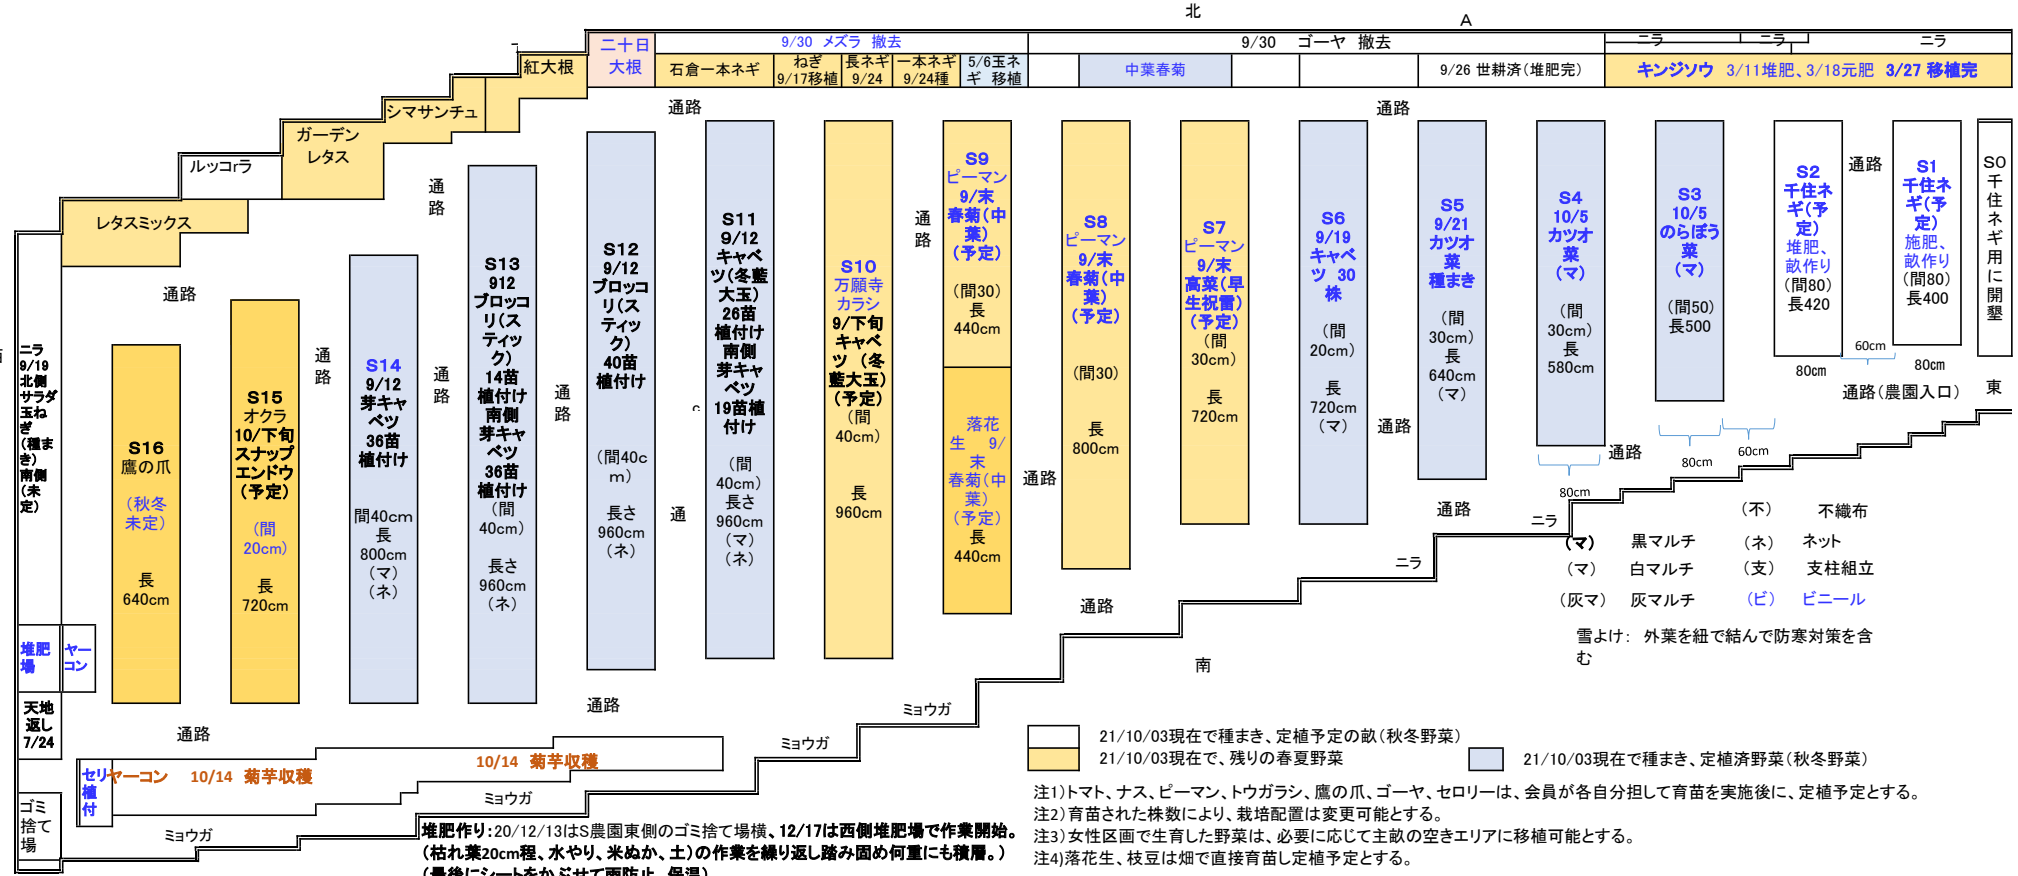 北
A
二十日
大根
9/30 メズラ 撤去
9/30 ゴーヤ 撤去
ニラ
ニラ
ニラ
紅大根
石倉一本ネギ
ねぎ
9/17移植
長ネギ
9/24
一本ネギ
9/24種
5/6玉ネ
ギ 移植
中葉春菊
9/26 世耕済(堆肥完)
キンジソウ 3/11堆肥、3/18元肥 3/27 移植完
シマサンチュ
ガーデン
レタス
ルッコrラ
レタスミックス
通路
通路
通路
通
路
通
路
通
路
通
路
通
路
通
c
通路
通路
通路
通路
通路
通路
通路
通路
通路(農園入口)
東
S0
千
住
ネ
ギ
用
に
開
墾
S1
千住ネ
ギ(予
定)
施肥、
畝作り
(間80)
長400
80㎝
60cm
S2
千住ネ
ギ(予
定)
堆肥、
畝作り
(間80)
長420
80㎝
S3
10/5
のらぼう
菜
(マ)
(間50)
長500
80cm
60cm
S4
10/5
カツオ
菜
(マ)
(間
30cm)
長
580cm
80cm
S5
9/21
カツオ
菜
種まき
(間
30cm)
長
640cm
(マ)
S6
9/19
キャベ
ツ 30
株
(間
20cm)
長
720cm
(マ)
S7
ピーマン
9/末
高菜(早
生祝雷)
(予定)
(間
30cm)
長
720cm
S8
ピーマン
9/末
春菊(中
葉)
(予定)
(間30)
長
800cm
S9
ピーマン
9/末
春菊(中
葉)
(予定)
(間30)
長
440cm
落花
生 9/
末
春菊(中
葉)
(予定)
長
440cm
S10
万願寺
カラシ
9/下旬
キャベ
ツ (冬
藍大玉)
(予定)
(間
40cm)
長
960cm
S11
9/12
キャベ
ツ(冬藍
大玉)
26苗
植付け
南側
芽キャ
ベツ
19苗植
付け
(間
40cm)
長さ
960cm
(マ)
(ネ)
S12
9/12
ブロッコ
リ(ス
ティッ
ク)
40苗
植付け
(間40c
m)
長さ
960cm
(ネ)
S13
912
ブロッコ
リ(ス
ティッ
ク)
14苗
植付け
南側
芽キャ
ベツ
36苗
植付け
(間
40cm)
長さ
960cm
(ネ)
S14
9/12
芽キャ
ベツ
36苗
植付け
間40cm
長
800cm
(マ)
(ネ)
S15
オクラ
10/下旬
スナップ
エンドウ
(予定)
(間
20cm)
長
720cm
S16
鷹の爪
(秋冬
未定)
長
640cm
ニラ
9/19
北側
サラダ
玉ね
ぎ
(種ま
き)
南側
(未
定)
堆肥
場
ヤー
コン
天地
返し
7/24
ゴミ
捨て
場
セリ
植
付
ヤーコン 10/14 菊芋収穫
10/14 菊芋収穫
ミョウガ
ミョウガ
ミョウガ
ミョウガ
ニラ
ニラ
南
(不) 不織布
(マ) 黒マルチ (ネ) ネット
(マ) 白マルチ (支) 支柱組立
(灰マ) 灰マルチ (ビ) ビニール
雪よけ: 外葉を紐で結んで防寒対策を含
む
21/10/03現在で種まき、定植予定の畝(秋冬野菜)
21/10/03現在で、残りの春夏野菜
21/10/03現在で種まき、定植済野菜(秋冬野菜)
注1)トマト、ナス、ピーマン、トウガラシ、鷹の爪、ゴーヤ、セロリーは、会員が各自分担して育苗を実施後に、定植予定とする。
注2)育苗された株数により、栽培配置は変更可能とする。
注3)女性区画で生育した野菜は、必要に応じて主畝の空きエリアに移植可能とする。
注4)落花生、枝豆は畑で直接育苗し定植予定とする。
堆肥作り:20/12/13はS農園東側のゴミ捨て場横、12/17は西側堆肥場で作業開始。
(枯れ葉20cm程、水やり、米ぬか、土)の作業を繰り返し踏み固め何重にも積層。)
(最後にシートをかぶせて雨防止、保温)